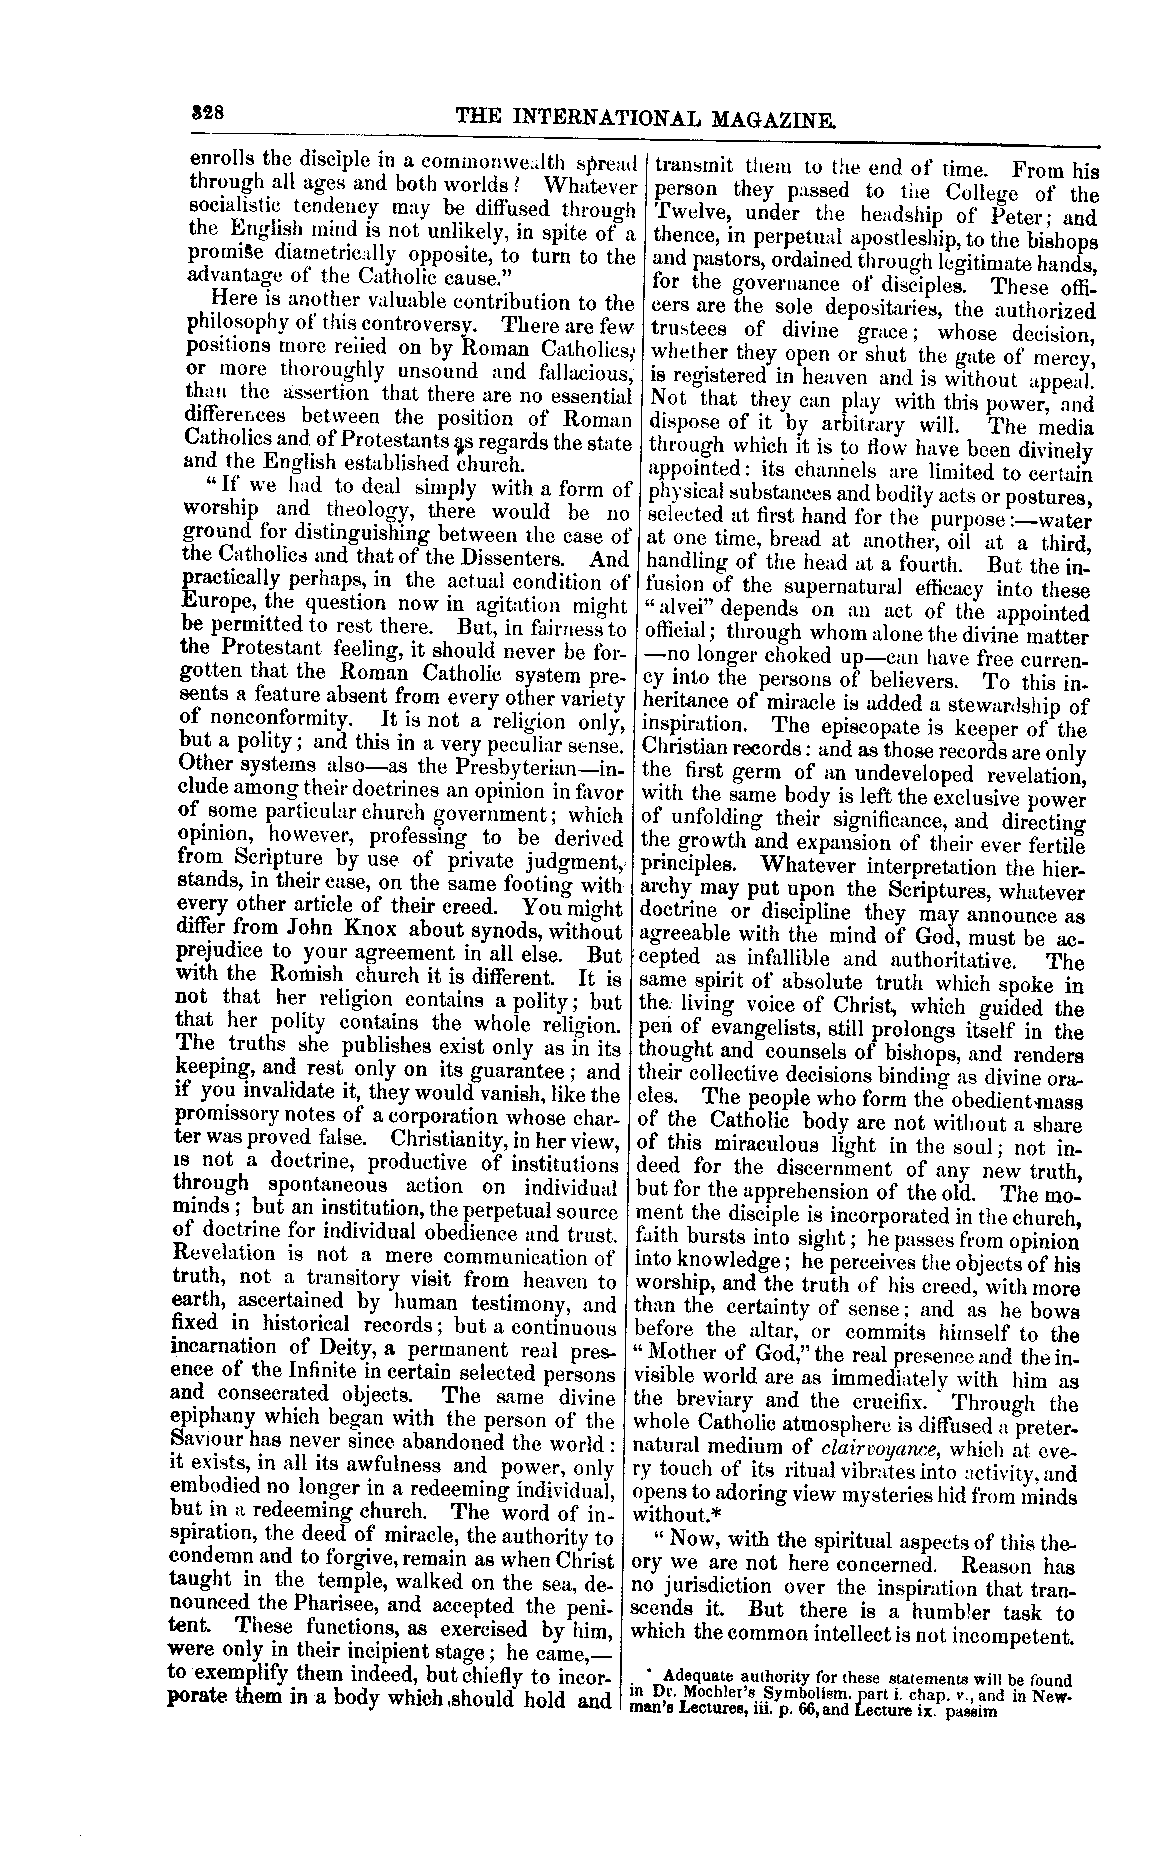 328 THE INTERNATIONAL MAGAZINE.
enrolls the disciple in a commonwealth spread
through all ages and both worlds? Whatever
socialistic tendency may be diffused through
the English mind is not unlikely, in spite of a
promise diametrically opposite, to turn to the
advantage of the Catholic cause."
Here is another valuable contribution to the
philosophy of this controversy. There are few
positions more relied on by Roman Catholics,
or more thoroughly unsound and fallacious,
than the assertion that there are no essential
differences between the position of Roman
Catholics and of Protestants as regards the state
and the English established church.
"If we had to deal simply with a form of
worship and theology, there would be no
ground for distinguishing between the case of
the Catholics and that of the Dissenters. And
practically perhaps, in the actual condition of
Europe, the question now in agitation might
be permitted to rest there. But, in fairness to
the Protestant feeling, it should never be for-
gotten that the Roman Catholic system pre-
sents a feature absent from every other variety
of nonconformity. It is not a religion only,
but a polity; and this in a very peculiar sense.
Other systems also—as the Presbyterian—in-
clude among their doctrines an opinion in favor
of some particular church government; which
opinion, however, professing to be derived
from Scripture by use of private judgment,
stands, in their case, on the same footing with
every other article of their creed. You might
differ from John Knox about synods, without
prejudice to your agreement in all else. But
with the Romish church it is different. It is
not that her religion contains a polity; but
that her polity contains the whole religion.
The truths she publishes exist only as in its
keeping, and rest only on its guarantee; and
if you invalidate it, they would vanish, like the
promissory notes of a corporation whose char-
ter was proved false. Christianity, in her view,
is not a doctrine, productive of institutions
through spontaneous action on individual
minds; but an institution, the perpetual source
of doctrine for individual obedience and trust.
Revelation is not a mere communication of
truth, not a transitory visit from heaven to
earth, ascertained by human testimony, and
fixed in historical records; but a continuous
incarnation of Deity, a permanent real pres-
ence of the Infinite in certain selected persons
and consecrated objects. The same divine
epiphany which began with the person of the
Saviour has never since abandoned the world:
it exists, in all its awfulness and power, only
embodied no longer in a redeeming individual,
but in a redeeming church. The word of in-
spiration, the deed of miracle, the authority to
condemn and to forgive, remain as when Christ
taught in the temple, walked on the sea, de-
nounced the Pharisee, and accepted the peni-
tent. These functions, as exercised by him,
were only in their incipient stage; he came,—
to exemplify them indeed, but chiefly to incor-
porate them in a body which should hold and
transmit them to the end of time. From his
person they passed to the College of the
Twelve, under the headship of Peter; and
thence, in perpetual apostleship, to the bishops
and pastors, ordained through legitimate hands,
for the governance of disciples. These offi-
cers are the sole depositaries, the authorized
trustees of divine grace; whose decision,
whether they open or shut the gate of mercy,
is registered in heaven and is without appeal.
Not that they can play with this power, and
dispose of it by arbitrary will. The media
through which it is to flow have been divinely
appointed: its channels are limited to certain
physical substances and bodily acts or postures,
selected at first hand for the purpose:—water
at one time, bread at another, oil at a third,
handling of the head at a fourth. But the in-
fusion of the supernatural efficacy into these
"alvei" depends on an act of the appointed
official; through whom alone the divine matter
—no longer choked up—can have free curren-
cy into the persons of believers. To this in-
heritance of miracle is added a stewardship of
inspiration. The episcopate is keeper of the
Christian records: and as those records are only
the first germ of an undeveloped revelation,
with the same body is left the exclusive power
of unfolding their significance, and directing
the growth and expansion of their ever fertile
principles. Whatever interpretation the hier-
archy may put upon the Scriptures, whatever
doctrine or discipline they may announce as
agreeable with the mind of God, must be ac-
cepted as infallible and authoritative. The
same spirit of absolute truth which spoke in
the living voice of Christ, which guided the
pen of evangelists, still prolongs itself in the
thought and counsels of bishops, and renders
their collective decisions binding as divine ora-
cles. The people who form the obedient mass
of the Catholic body are not without a share
of this miraculous light in the soul; not in-
deed for the discernment of any new truth,
but for the apprehension of the old. The mo-
ment the disciple is incorporated in the church,
faith bursts into sight; he passes from opinion
into knowledge; he perceives the objects of his
worship, and the truth of his creed, with more
than the certainty of sense; and as he bows
before the altar, or commits himself to the
"Mother of God," the real presence and the in-
visible world are as immediately with him as
the breviary and the crucifix. Through the
whole Catholic atmosphere is diffused a preter-
natural medium of clairvoyance, which at eve-
ry touch of its ritual vibrates into activity, and
opens to adoring view mysteries hid from minds
without.*
"Now, with the spiritual aspects of this the-
ory we are not here concerned. Reason has
no jurisdiction over the inspiration that tran-
scends it. But there is a humbler task to
which the common intellect is not incompetent.
* Adequate authority for these statements will be found
in Dr. Mochler's Symbolism. part i. chap. v., and in New-
man's Lectures, iii. p. 66, and Lecture ix. passim